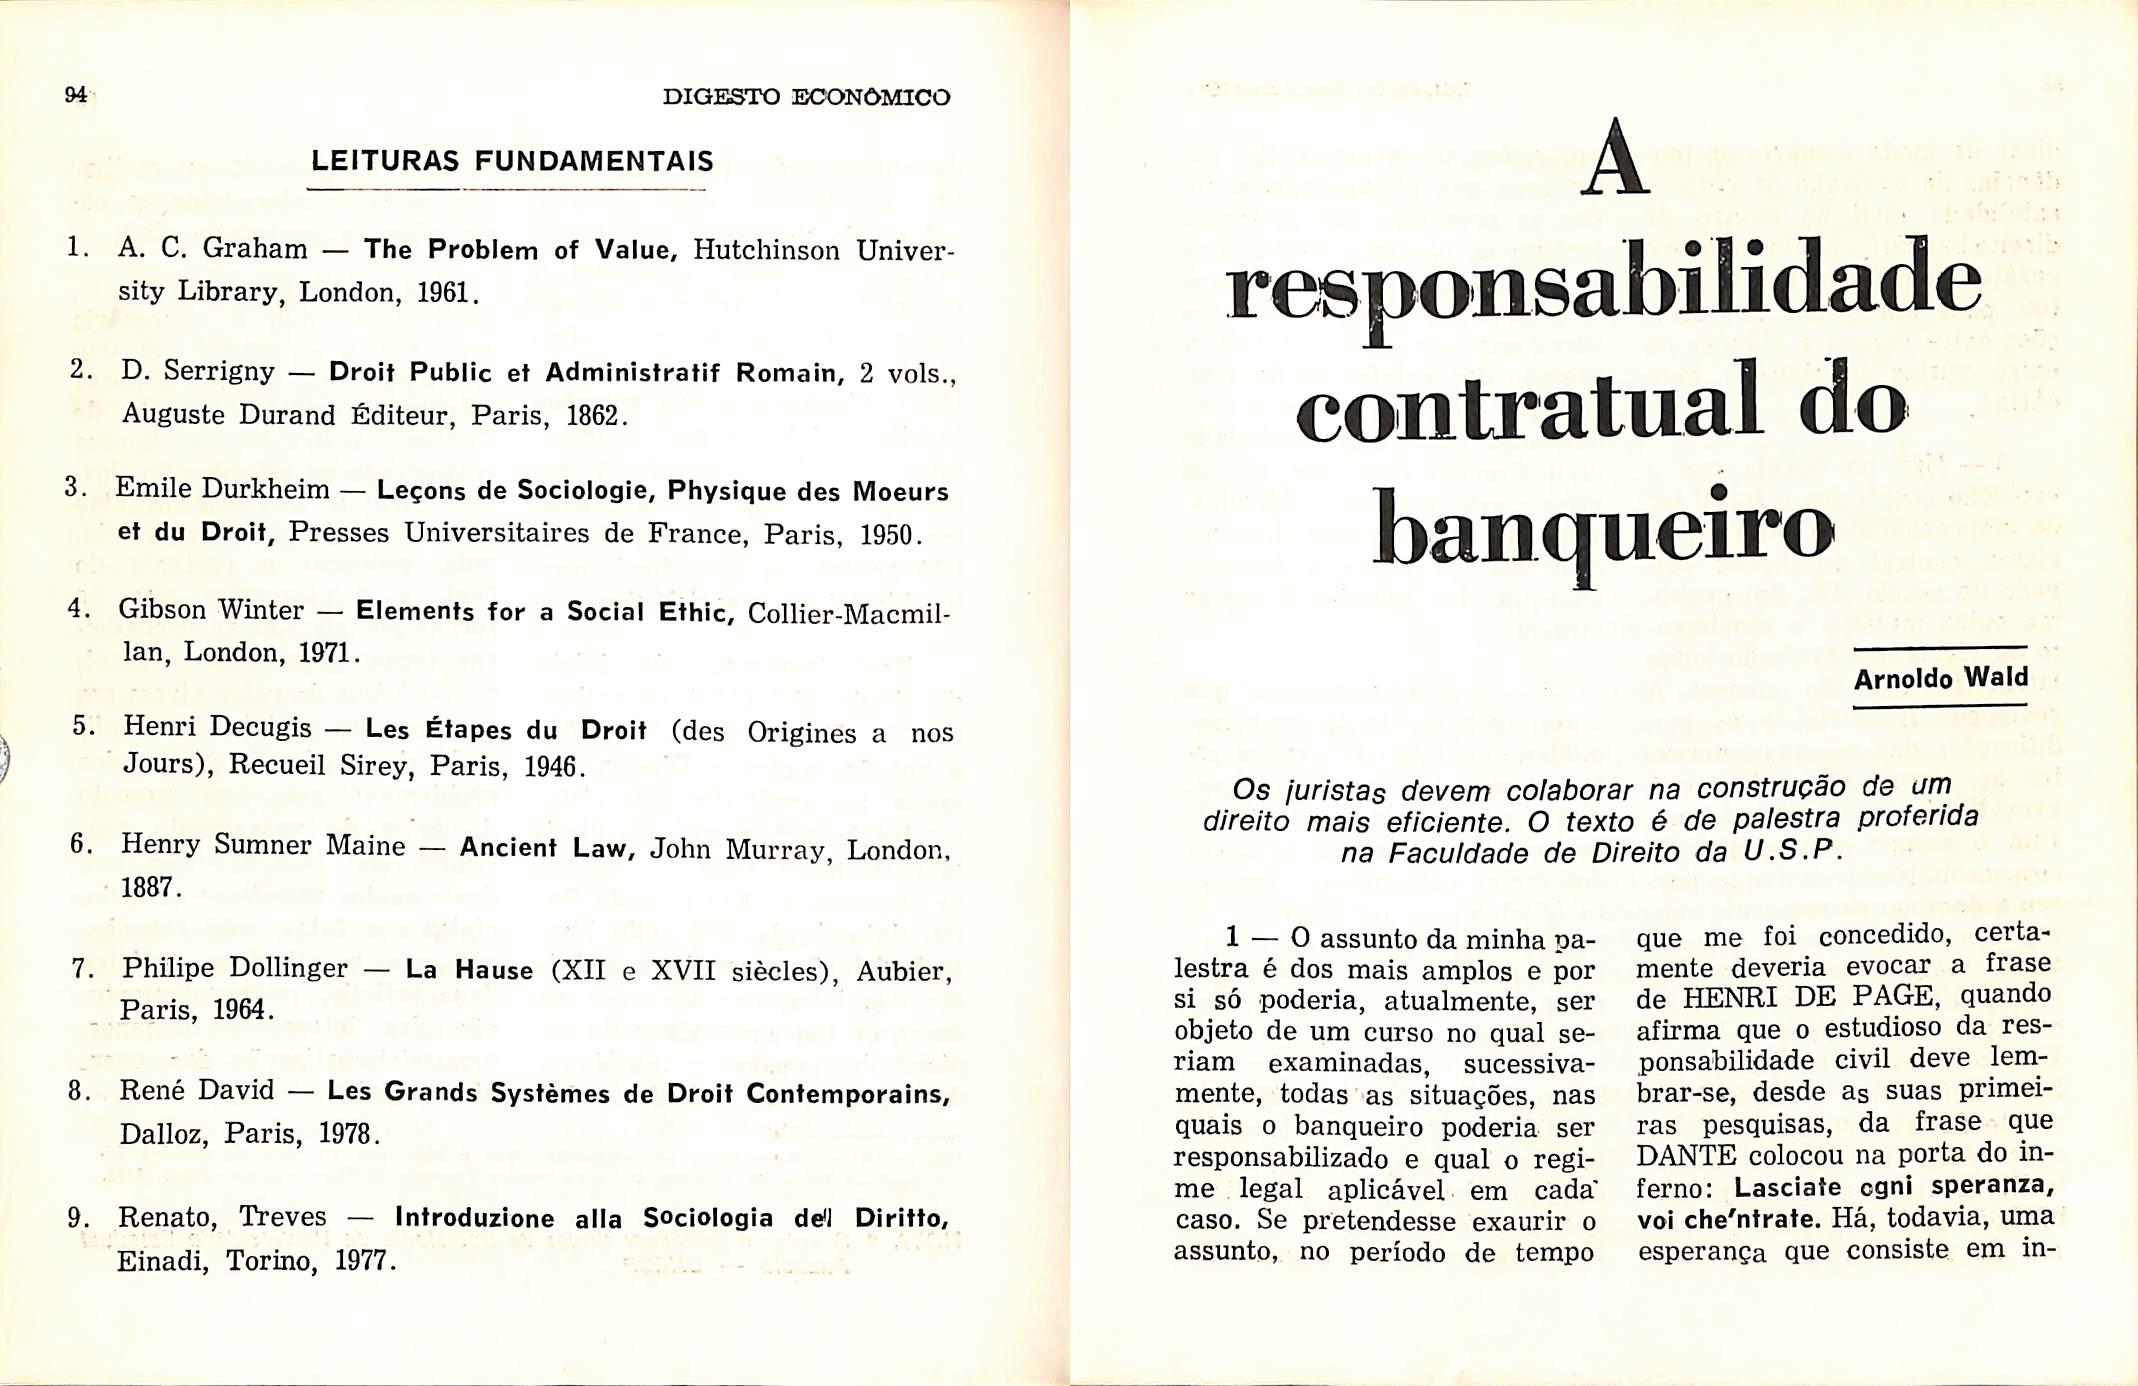 94
DIGESTO ECONÔMICO
LEITURAS FUNDAMENTAIS
1. A. C. Graham — The Problem of Value, Hutchinson Univer-
sity Library, London, 1961.
2. D. Serrigny — Droit Public et Administratif Romain, 2 vols.,
Auguste Durand Éditeur, Paris, 1862.
3. Emile Durkheim — Leçons de Sociologie, Physique des Moeurs
et du Droit, Presses Universitaires de France, Paris, 1950.
4. Gibson Winter — Elements for a Social Ethic, Collier-Macmil-
lan, London, 1971.
5. Henri Decugis — Les Étapes du Droit (des Origines a nos
Jours), Recueil Sirey, Paris, 1946.
6. Henry Sumner Maine — Ancient Law, John Murray, London,
1887.
7. Philipe Dollinger — La Hause (XII e XVII siècles), Aubier,
Paris, 1964.
8. René David — Les Grands Systèmes de Droit Contemporains,
Dalloz, Paris, 1978.
9. Renato, Treves — Introduzione alla Sociologia dell Diritto,
Einadi, Torino, 1977.
A
responsabilidade
contratual do
banqueiro
Arnoldo Wald
Os juristas devem colaborar na construção de um
direito mais eficiente. O texto é de palestra proferida
na Faculdade de Direito da U.S.P.
1 — O assunto da minha pa-
lestra é dos mais amplos e por
si só poderia, atualmente, ser
objeto de um curso no qual se-
riam examinadas, sucessiva-
mente, todas as situações, nas
quais o banqueiro poderia ser
responsabilizado e qual o regi-
me legal aplicável em cada
caso. Se pretendesse exaurir o
assunto, no período de tempo
que me foi concedido, certa-
mente deveria evocar a frase
de HENRI DE PAGE, quando
afirma que o estudioso da res-
ponsabilidade civil deve lem-
brar-se, desde as suas primei-
ras pesquisas, da frase que
DANTE colocou na porta do in-
ferno: Lasciate ogni speranza,
voi che'ntrate. Há, todavia, uma
esperança que consiste em in-